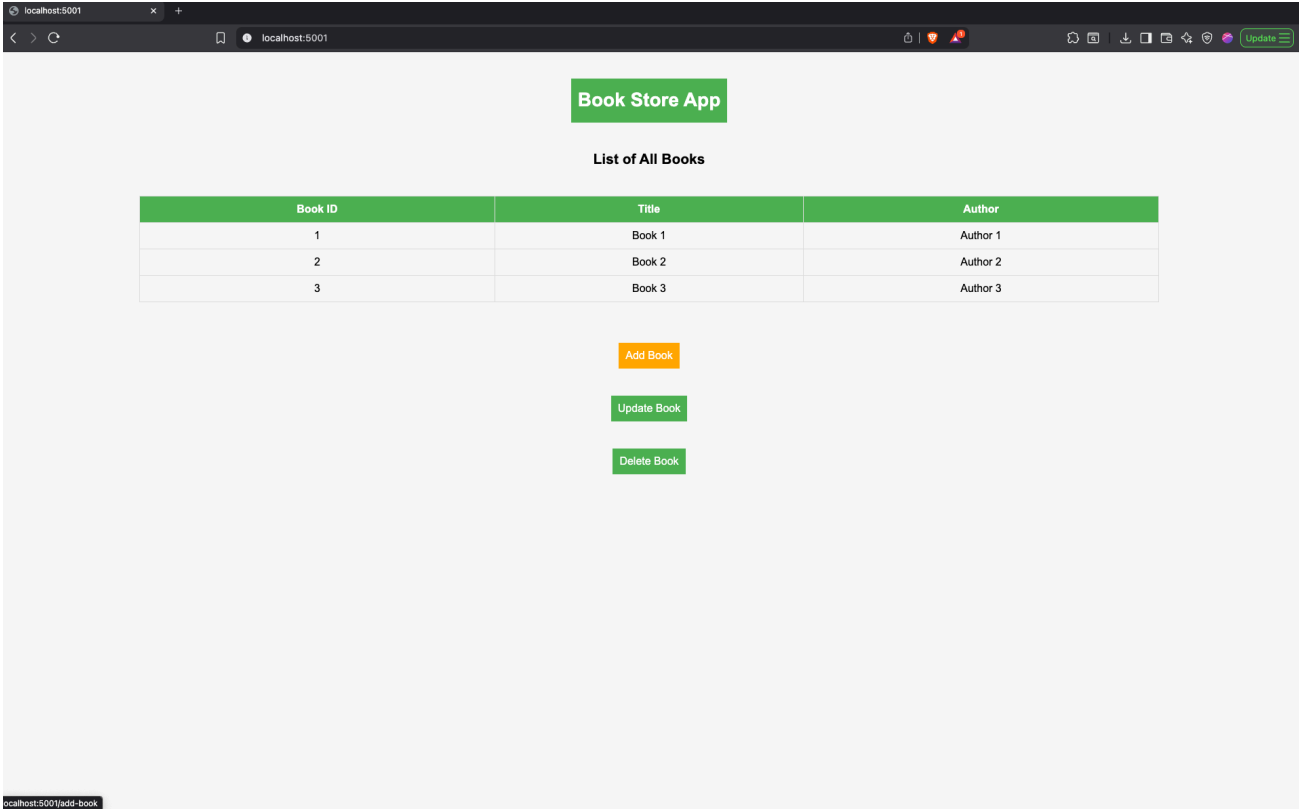 localhost:5001
localhost:5001
1
Update
Book Store App
List of All Books
Book ID Title Author
1 Book 1 Author 1
2 Book 2 Author 2
3 Book 3 Author 3
Add Book
Update Book
Delete Book
ocalhost:5001/add-book